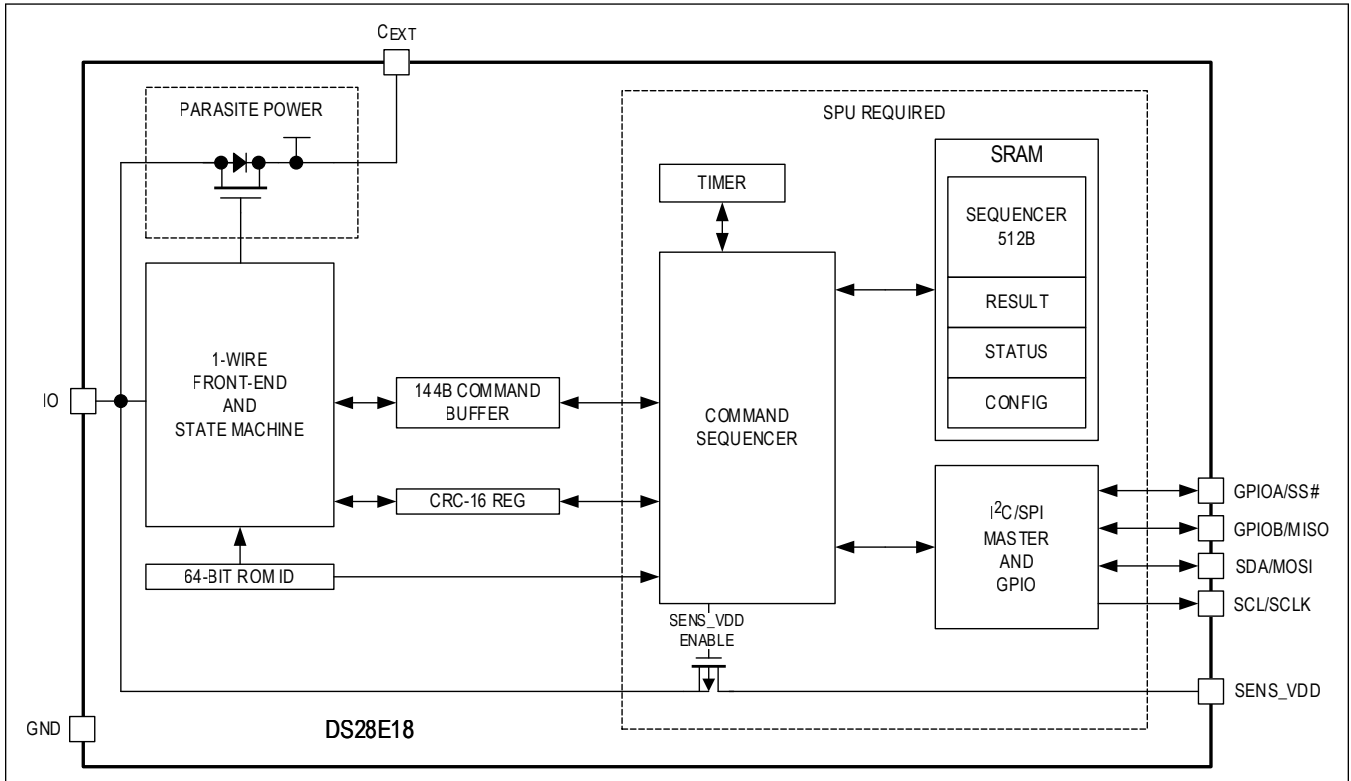 CEXT
PARASITE POWER
SPU REQUIRED
TIMER
SRAM
SEQUENCER
512B
RESULT
STATUS
CONFIG
1-WIRE
FRONT-END
AND
STATE MACHINE
IO
144B COMMAND
BUFFER
COMMAND
SEQUENCER
CRC-16 REG
64-BIT ROM ID
I2C/SPI
MASTER
AND
GPIO
GPIOA/SS#
GPIOB/MISO
SDA/MOSI
SCL/SCLK
SENS_VDD
ENABLE
SENS_VDD
GND
DS28E18